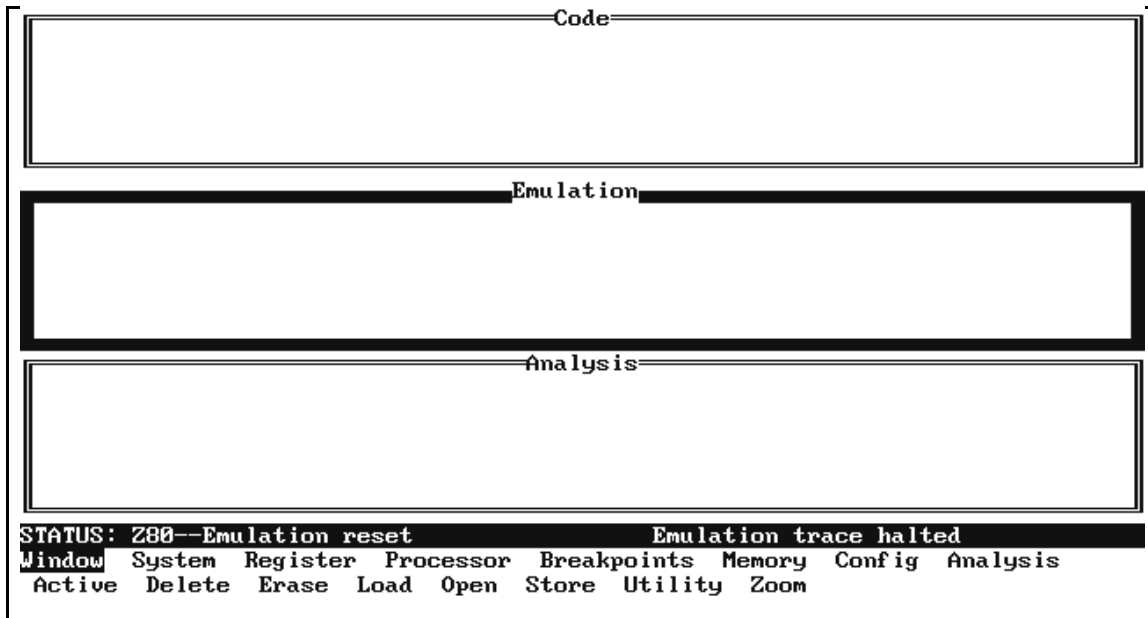 Code
Emulation
Analysis
STATUS: Z80--Emulation reset Emulation trace halted
Window System Register Processor Breakpoints Memory Config Analysis
Active Delete Erase Load Open Store Utility Zoom